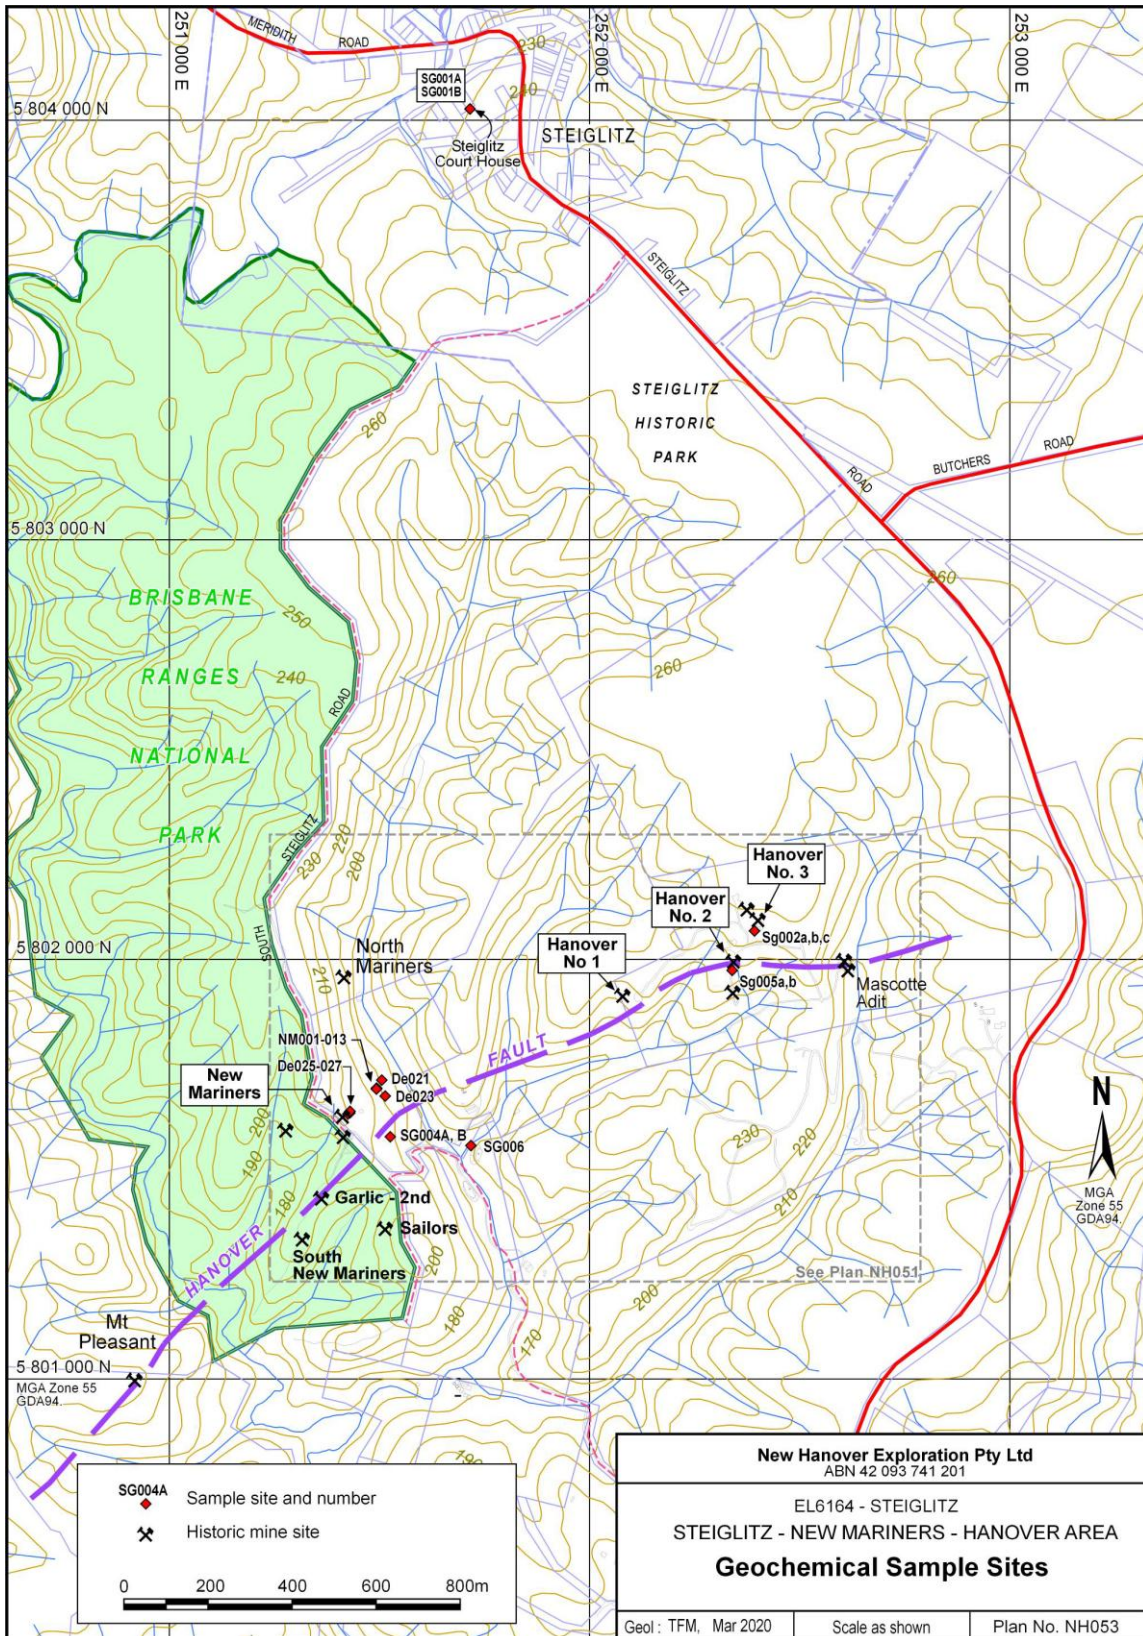 251 000 E
252 000 E
253 000 E
MERIDITH
ROAD
230
240
SG001A
SG001B
5 804 000 N
STEIGLITZ
Steiglitz
Court House
STEIGLITZ
STEIGLITZ
HISTORIC
PARK
260
ROAD
BUTCHERS
ROAD
5 803 000 N
260
BRISBANE
250
RANGES
240
260
ROAD
NATIONAL
PARK
STEIGLITZ
230
220
200
Hanover
No. 3
Hanover
No. 2
Sg002a,b,c
SOUTH
5 802 000 N
North
Mariners
210
Hanover
No 1
Sg005a,b
Mascotte
Adit
NM001-013
FAULT
De025-027
De021
New
Mariners
De023
N
200
SG004A, B
SG006
230
220
190
MGA
Zone 55
GDA94.
180
Garlic - 2nd
210
Sailors
HANOVER
South
New Mariners
200
See Plan NH051
200
Mt
Pleasant
180
170
5 801 000 N
MGA Zone 55
GDA94.
190
New Hanover Exploration Pty Ltd
ABN 42 093 741 201
SG004A
Sample site and number
Historic mine site
EL6164 - STEIGLITZ
STEIGLITZ - NEW MARINERS - HANOVER AREA
Geochemical Sample Sites
0 200 400 600 800m
Geol : TFM, Mar 2020
Scale as shown
Plan No. NH053